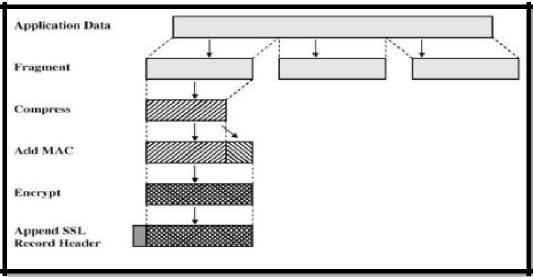 Application Data
Fragment
Compress
Add MAC
Encrypt
Append SSL
Record Header